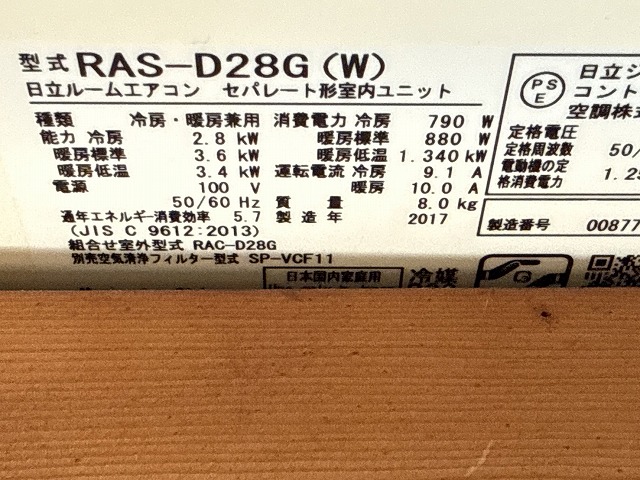 型式 RAS-D28G (W)
日立ルームエアコン セパレート形室内ユニット
種類 冷房・暖房兼用
能力 冷房 2.8 kW
暖房標準 3.6 kW
暖房低温 3.4 kW
電源 100 V
50/60 Hz
通年エネルギー消費効率 5.7
(JIS C 9612:2013)
組合せ室外型式 RAC-D28G
別売空気清浄フィルター型式 SP-VCF11
消費電力 冷房 790 W
暖房標準 880 W
暖房低温 1.340 kW
運転電流 冷房 9.1 A
暖房 10.0 A
質量 8.0 kg
製造年 2017
日本国内家庭用
冷媒
PSE
日立ジ
コント
空調株式
定格電圧
定格周波数 50/
電動機の定
格消費電力 1.25
製造番号 00877